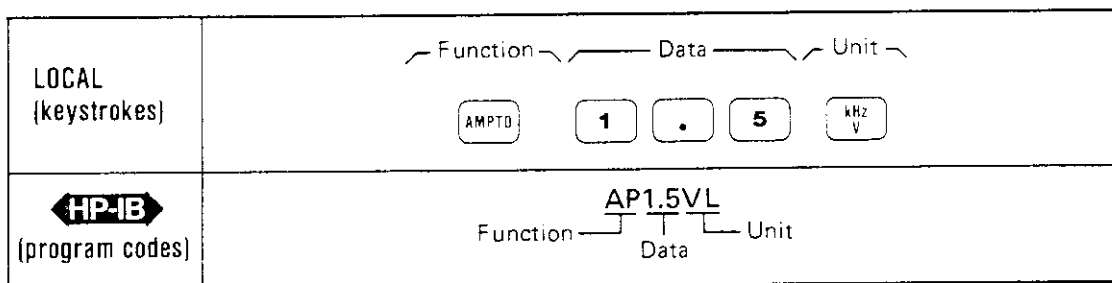 LOCAL
(keystrokes)
Function Data Unit
AMPTD 1 . 5 kHz
V
HP-IB
(program codes)
AP1.5VL
Function Data Unit